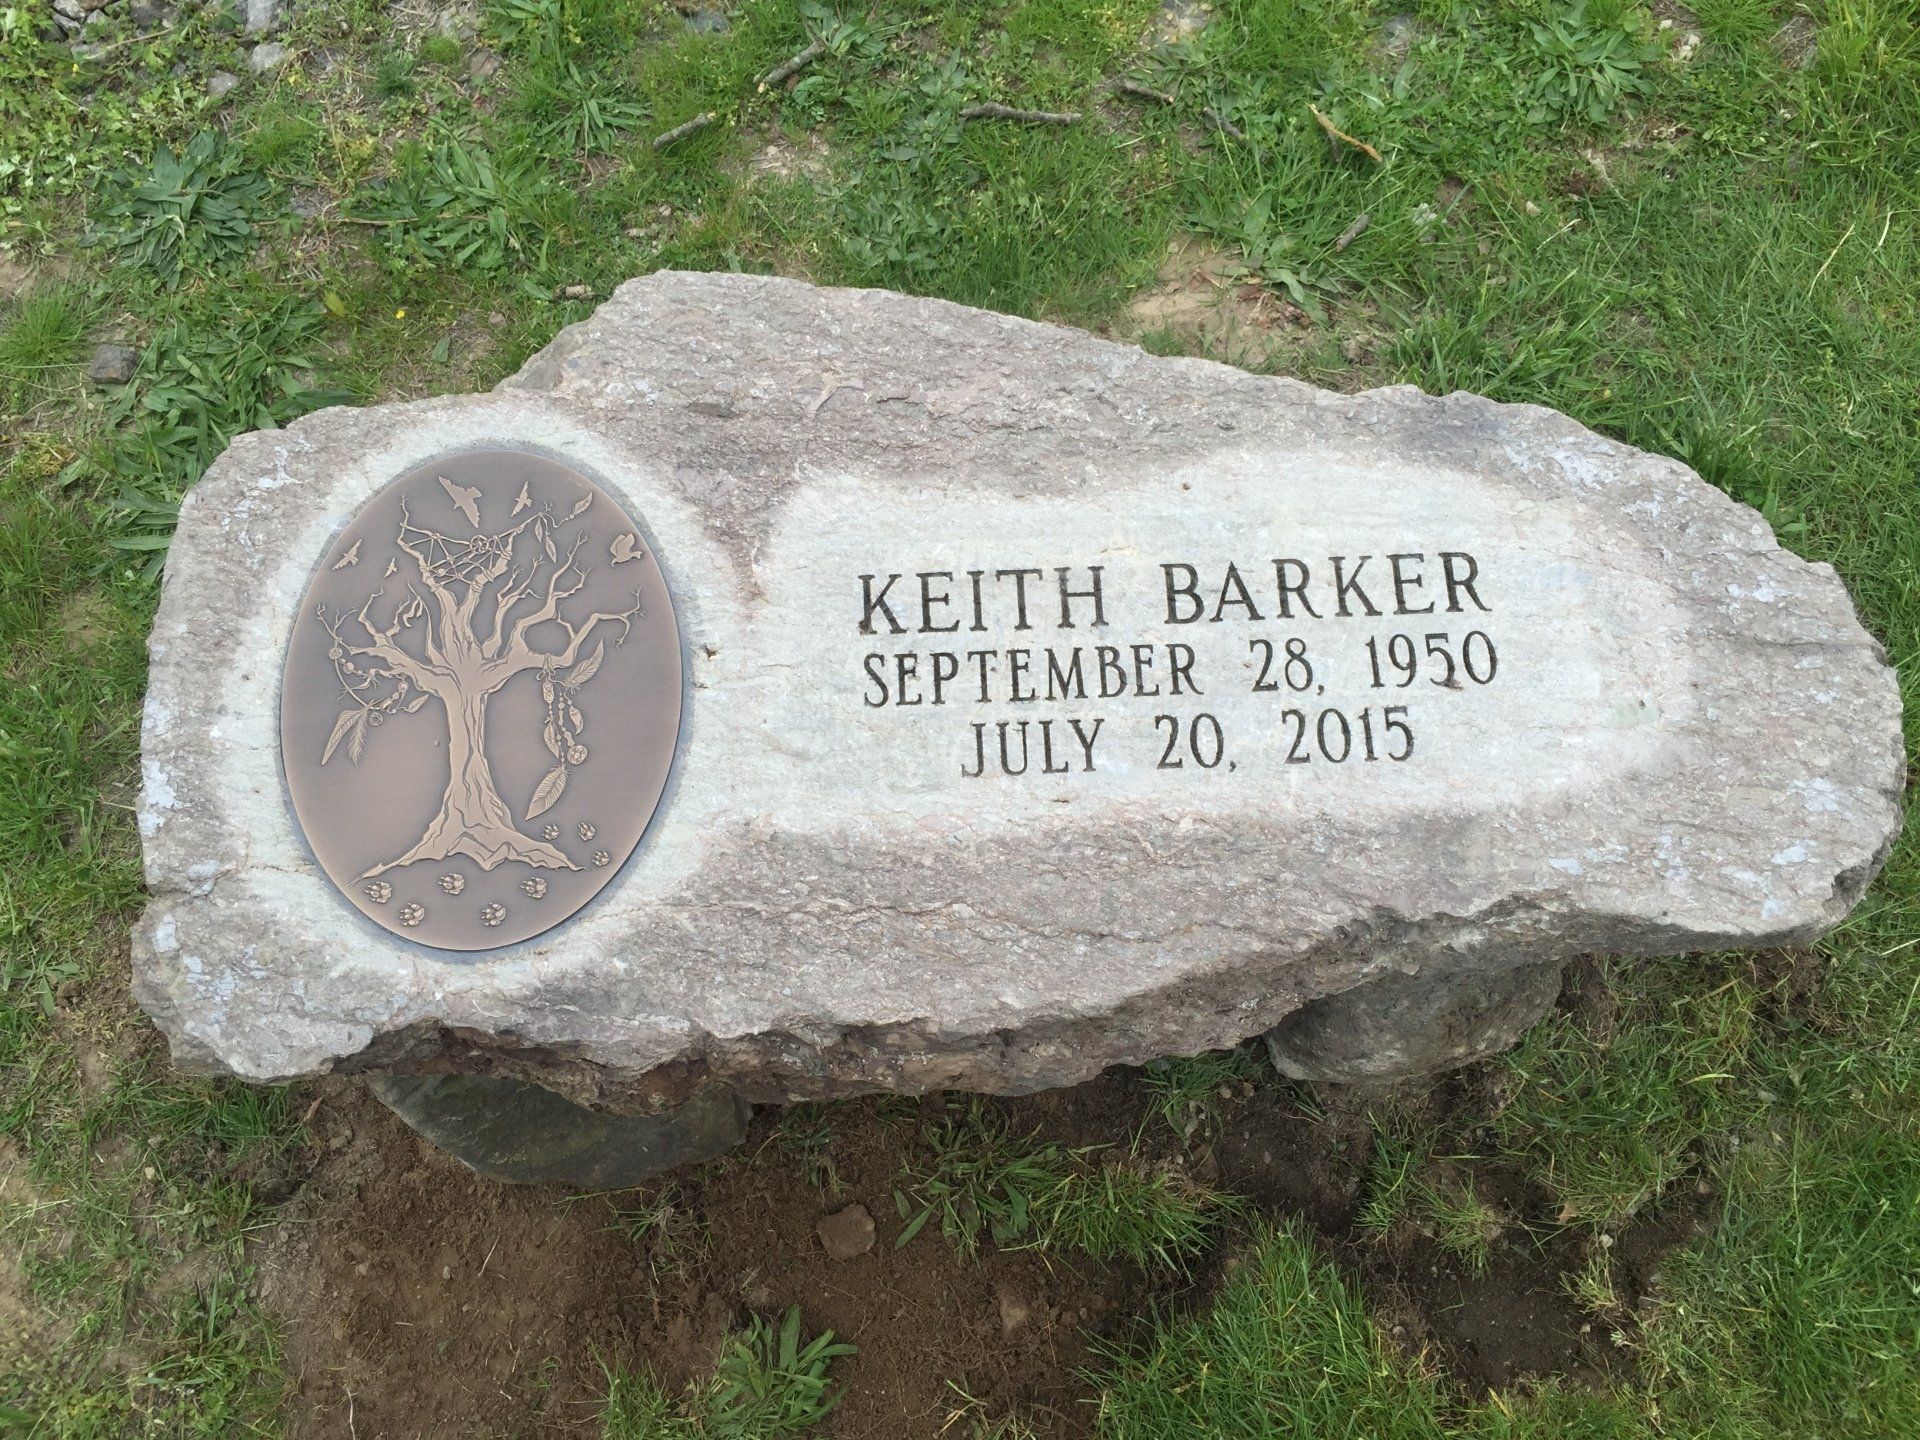 KEITH BARKER
SEPTEMBER 28, 1950
JULY 20, 2015